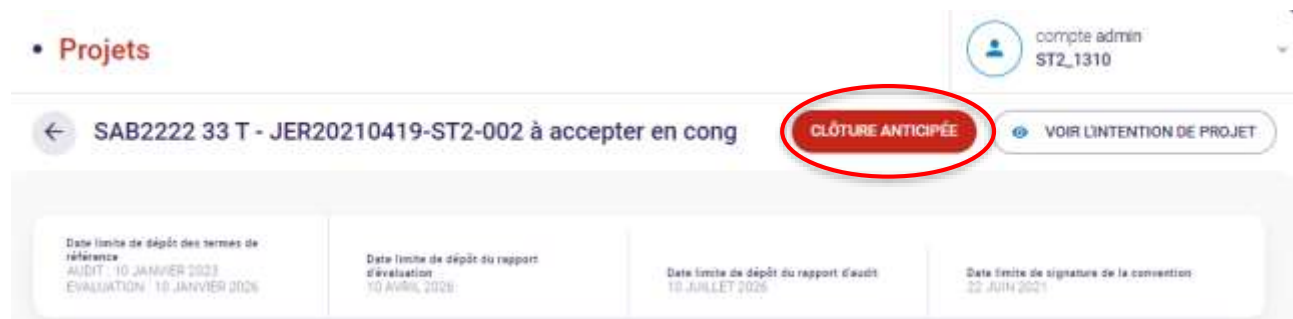 • Projets
compte admin
ST2_1310
← SAB2222 33 T - JER20210419-ST2-002 à accepter en cong
CLÔTURE ANTICIPÉE
VOIR L'INTENTION DE PROJET
Date limite de dépôt des termes de
référence
AUDIT : 10 JANVIER 2023
EVALUATION : 10 JANVIER 2026
Date limite de dépôt du rapport
d'évaluation
10 AVRIL 2026
Date limite de dépôt du rapport d'audit
10 JUILLET 2026
Date limite de signature de la convention
22 JUIN 2021